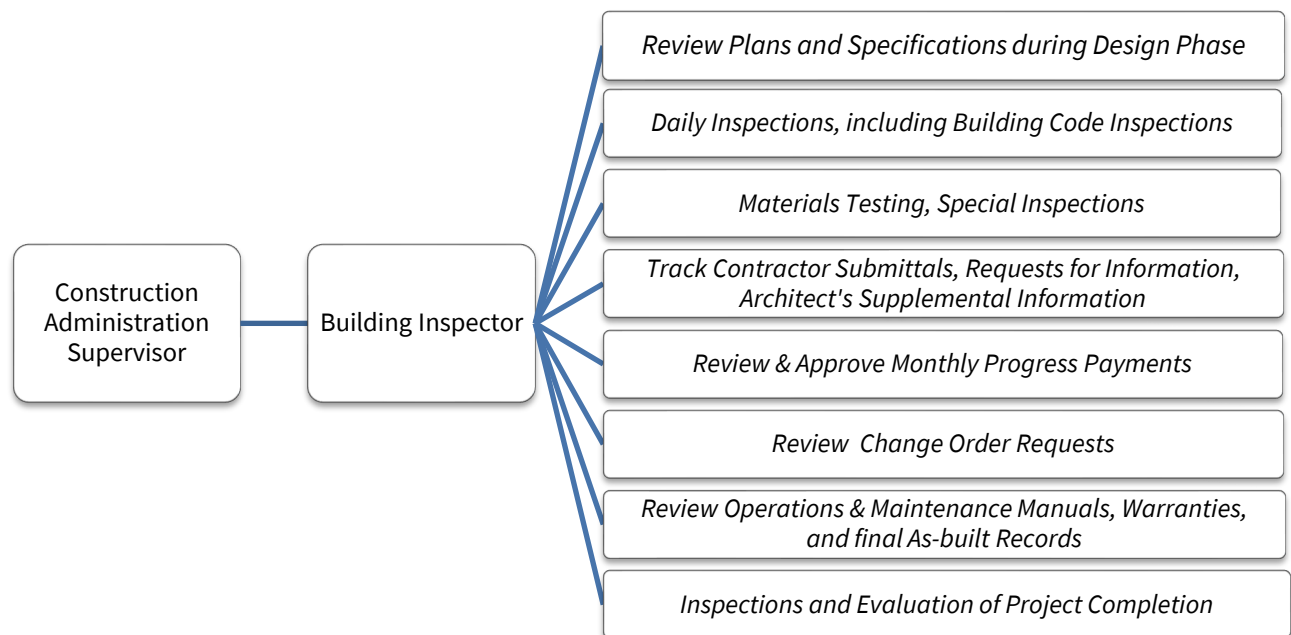 Review Plans and Specifications during Design Phase
Daily Inspections, including Building Code Inspections
Materials Testing, Special Inspections
Construction
Administration
Supervisor
Building Inspector
Track Contractor Submittals, Requests for Information,
Architect's Supplemental Information
Review & Approve Monthly Progress Payments
Review  Change Order Requests
Review Operations & Maintenance Manuals, Warranties,
and final As-built Records
Inspections and Evaluation of Project Completion